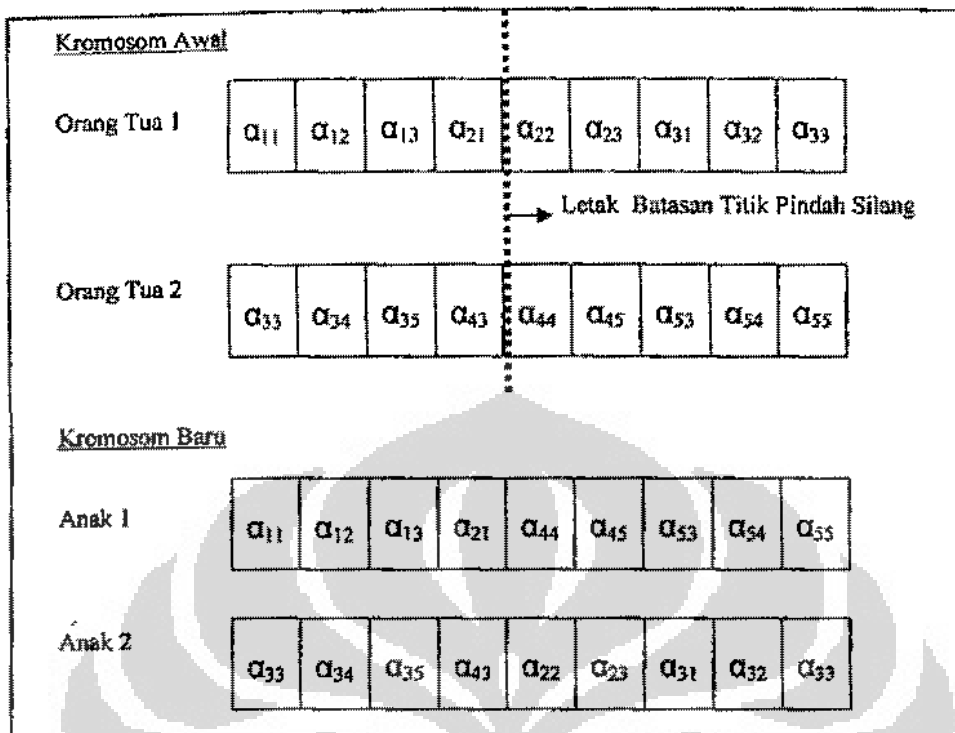 Kromosom Awal
Orang Tua 1 α₁₁ α₁₂ α₁₃ α₂₁ α₂₂ α₂₃ α₃₁ α₃₂ α₃₃
Letak Batasan Titik Pindah Silang
Orang Tua 2 α₃₃ α₃₄ α₃₅ α₄₃ α₄₄ α₄₅ α₅₃ α₅₄ α₅₅
Kromosom Baru
Anak 1 α₁₁ α₁₂ α₁₃ α₂₁ α₄₄ α₄₅ α₅₃ α₅₄ α₅₅
Anak 2 α₃₃ α₃₄ α₃₅ α₄₃ α₂₂ α₂₃ α₃₁ α₃₂ α₃₃